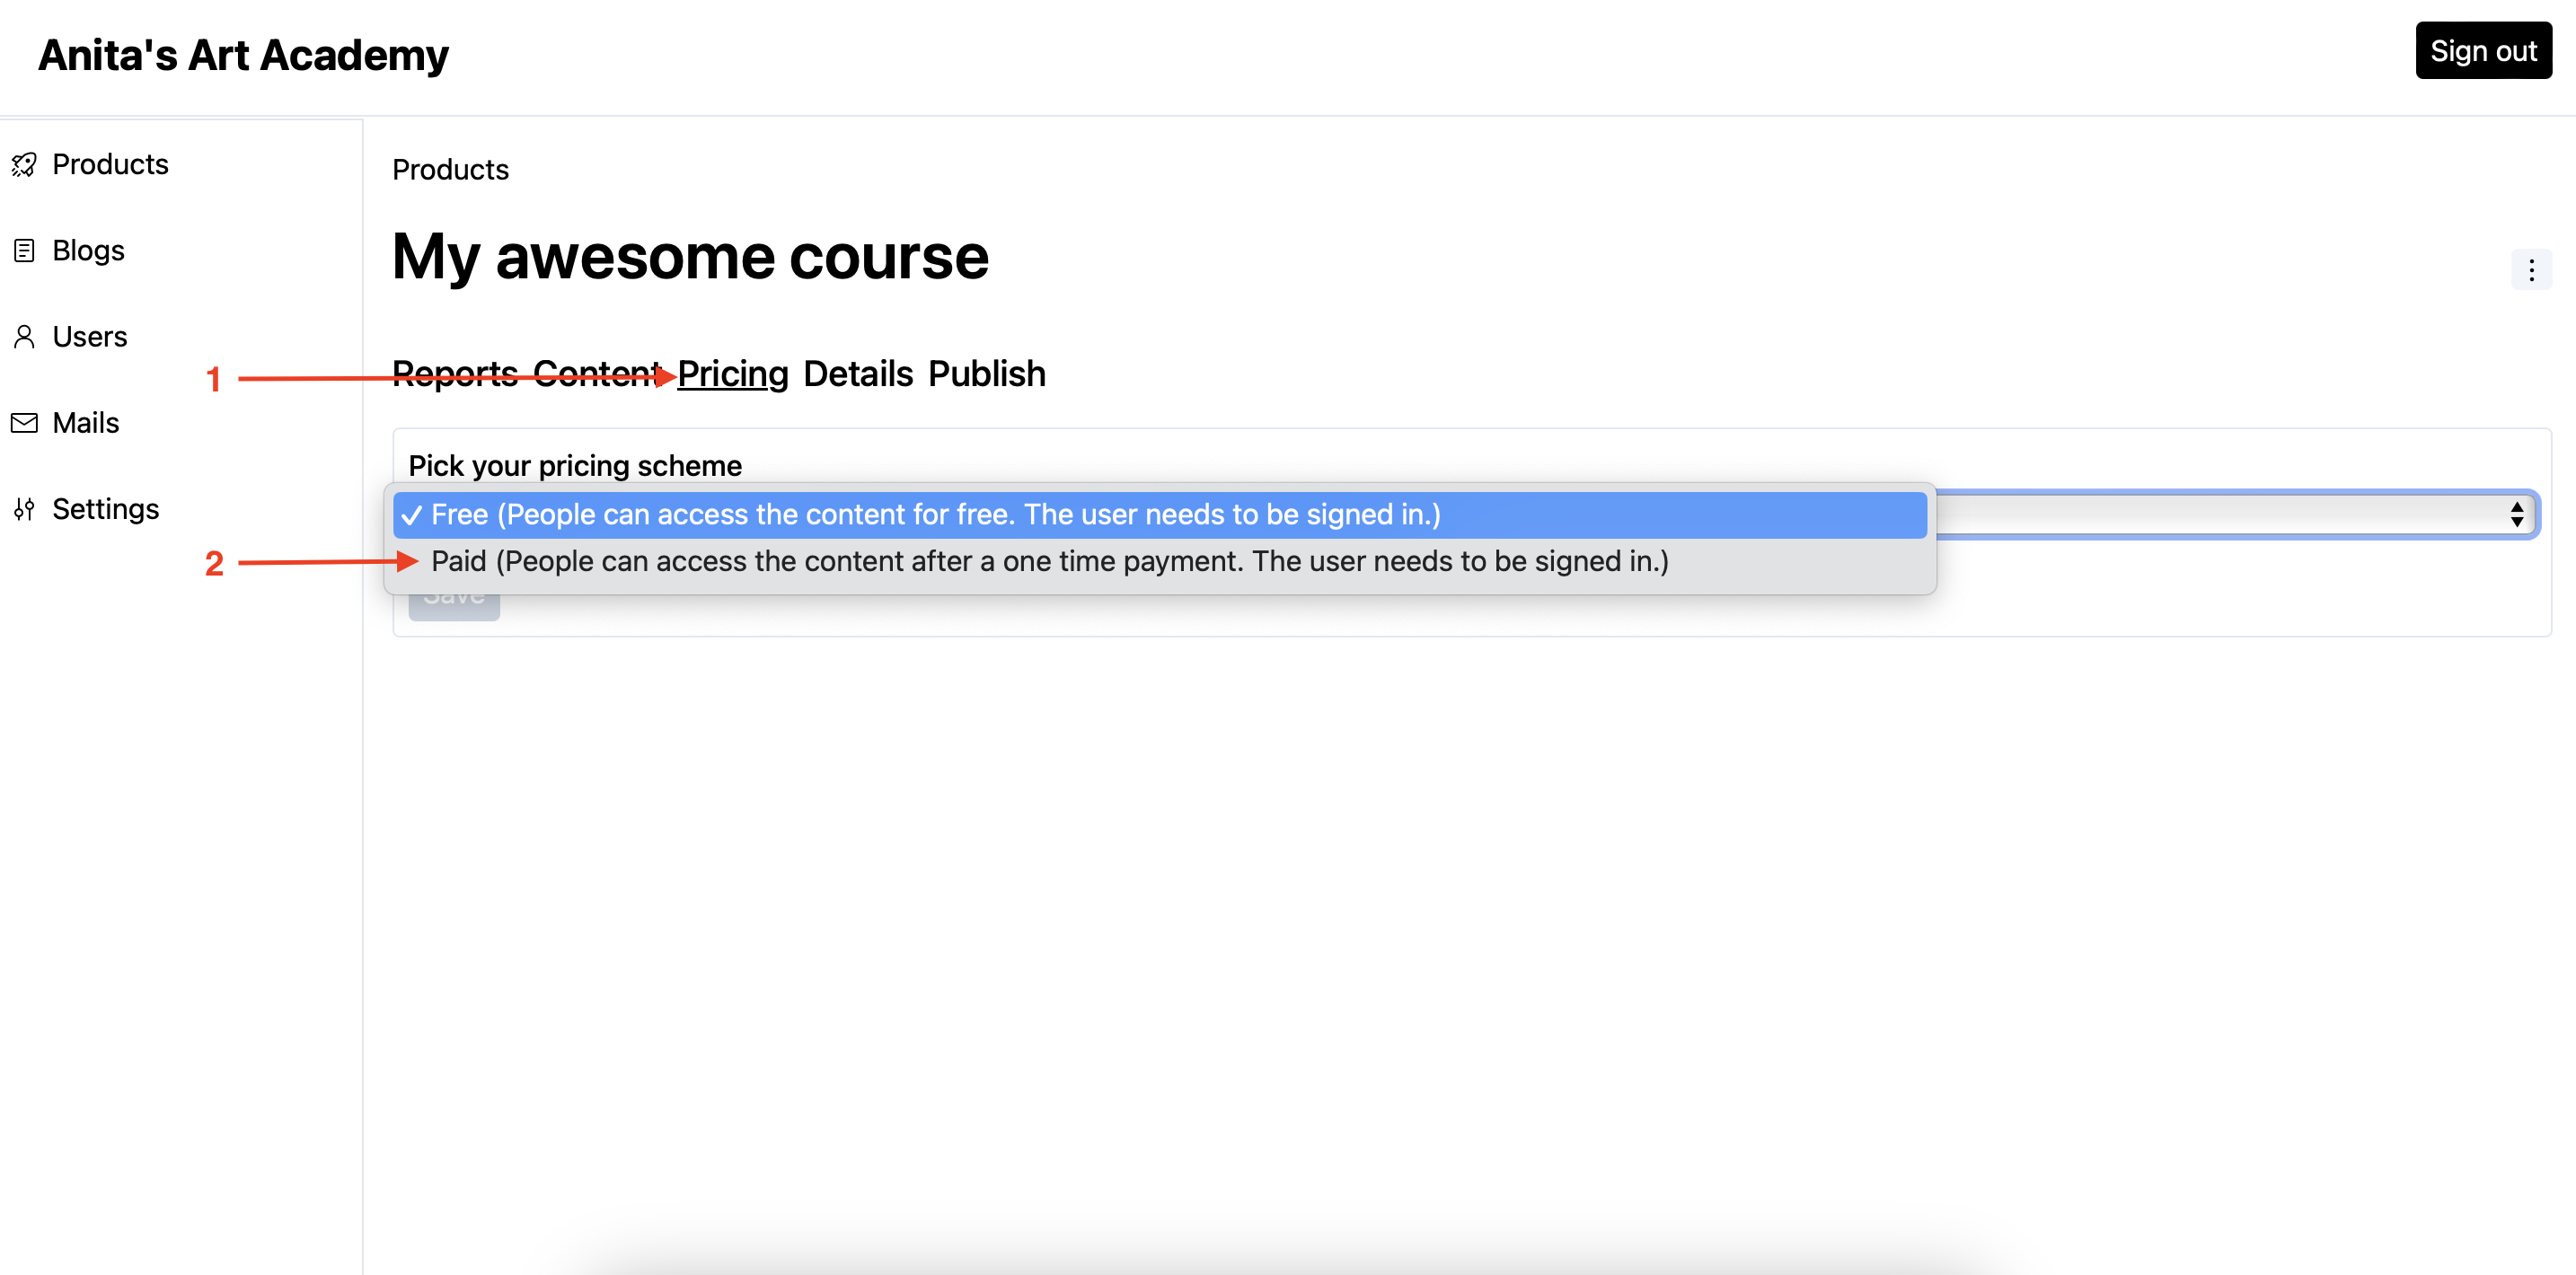 Anita's Art Academy
Sign out
Products
Blogs
Users
Mails
Settings
Products
My awesome course
1
Reports Content Pricing Details Publish
Pick your pricing scheme
✓ Free (People can access the content for free. The user needs to be signed in.)
2
Paid (People can access the content after a one time payment. The user needs to be signed in.)
Save